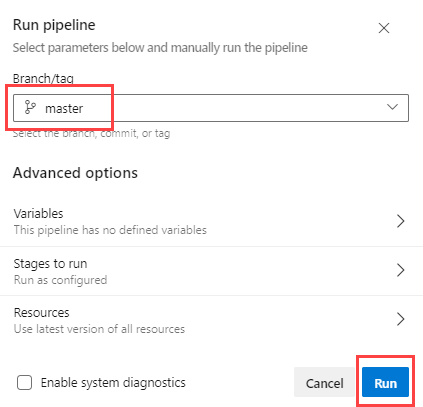 Run pipeline
Select parameters below and manually run the pipeline
Branch/tag
master
Select the branch, commit, or tag
Advanced options
Variables
This pipeline has no defined variables
Stages to run
Run as configured
Resources
Use latest version of all resources
Enable system diagnostics
Cancel
Run